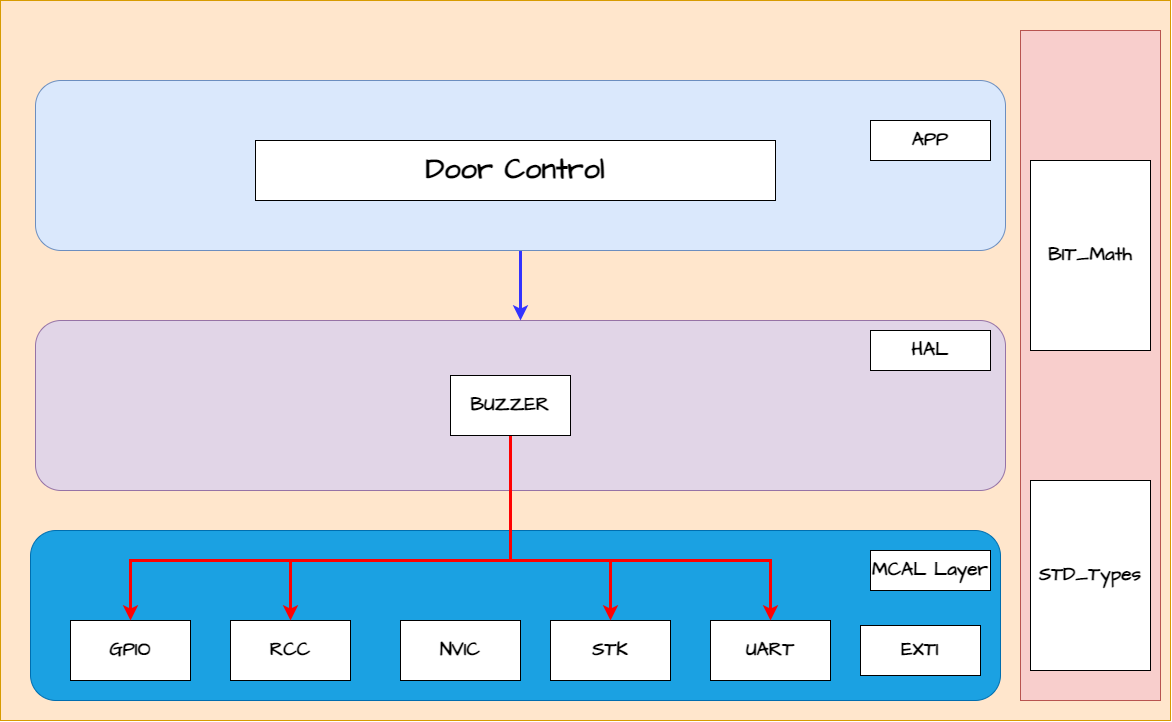 APP
Door Control
BIT_Math
HAL
BUZZER
MCAL Layer
STD_Types
GPIO
RCC
NVIC
STK
UART
EXTI